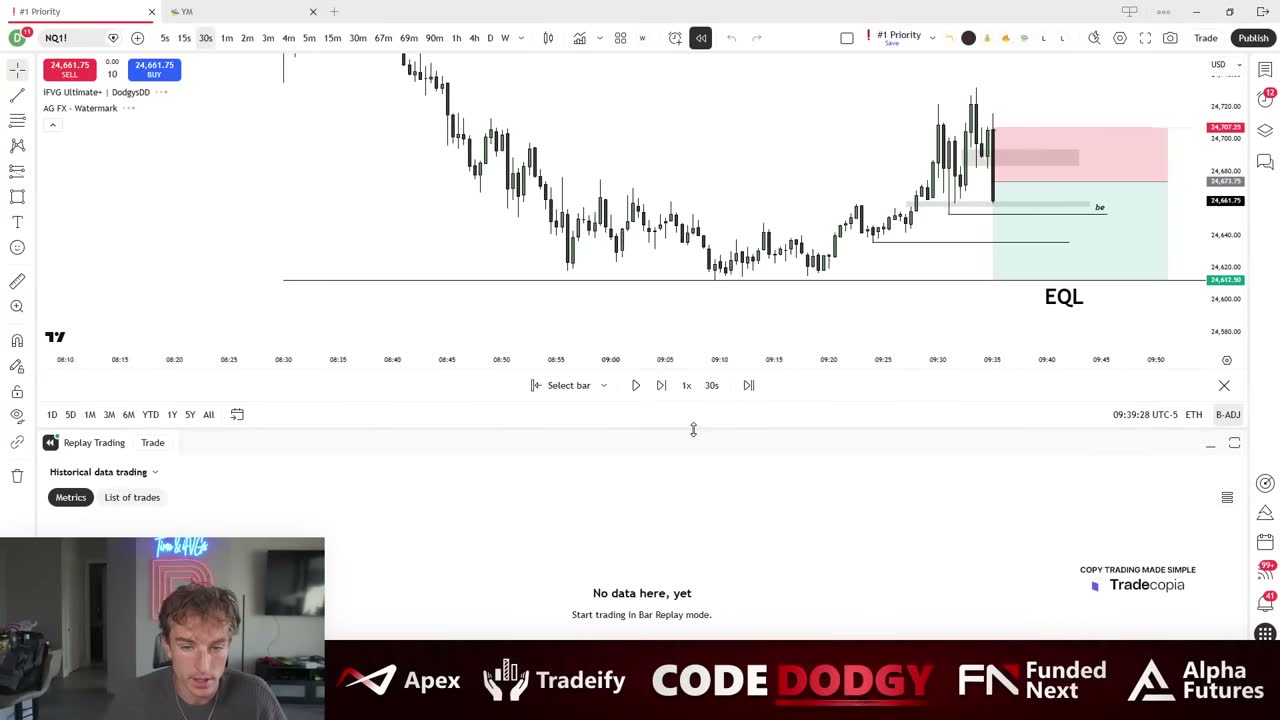 #1 Priority
YM
D
11
NQ1!
5s 15s 30s 1m 2m 3m 4m 5m 15m 30m 67m 69m 90m 1h 4h D W
W
#1 Priority
Save
L L
Trade
Publish
24,661.75
SELL
0.00
10
24,661.75
BUY
iFVG Ultimate+ | DodgysDD
AG FX - Watermark
USD
24,720.00
24,707.25
24,700.00
24,680.00
24,673.75
24,661.75
24,640.00
24,620.00
24,612.50
24,600.00
24,580.00
be
EQL
08:10 08:15 08:20 08:25 08:30 08:35 08:40 08:45 08:50 08:55 09:00 09:05 09:10 09:15 09:20 09:25 09:30 09:35 09:40 09:45 09:50
Select bar
1x
30s
1D 5D 1M 3M 6M YTD 1Y 5Y All
09:39:28 UTC-5 ETH B-ADJ
Replay Trading
Trade
Historical data trading
Metrics
List of trades
12
99+
41
No data here, yet
Start trading in Bar Replay mode.
COPY TRADING MADE SIMPLE
Tradecopia
Time & iFVGs
Apex
Tradeify
CODE DODGY
FN Funded
Next
Alpha
Futures